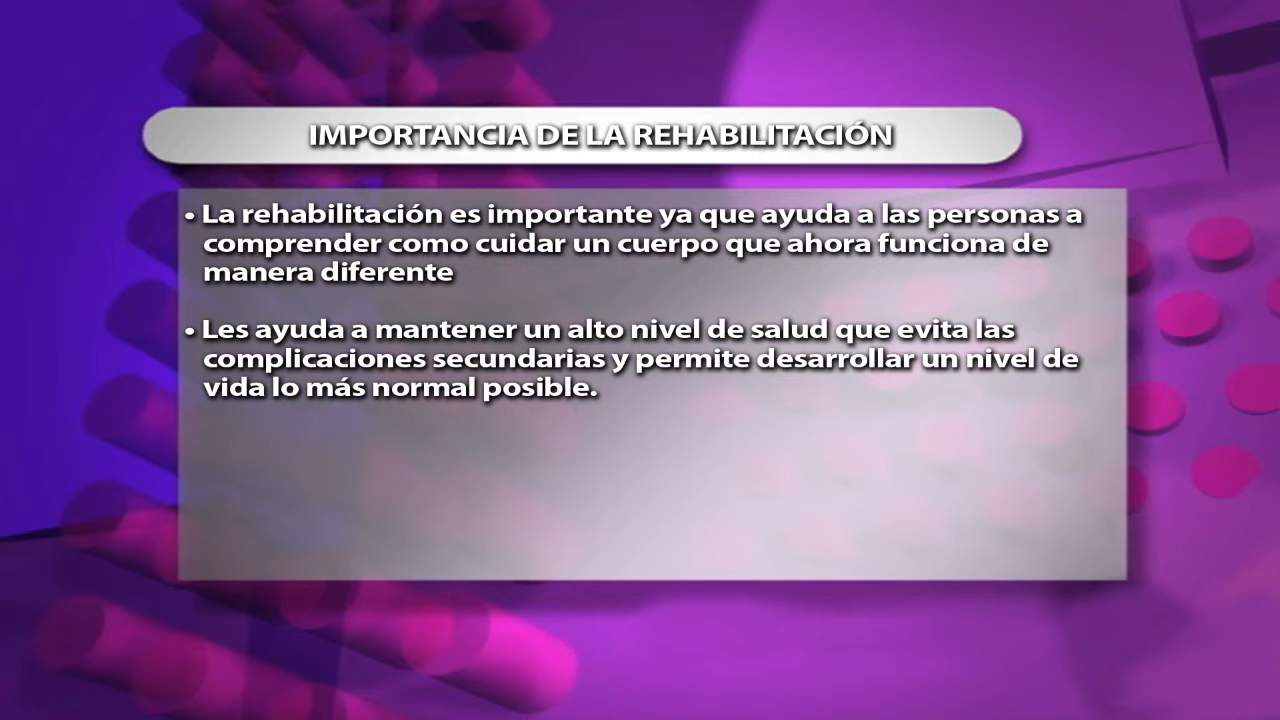 IMPORTANCIA DE LA REHABILITACIÓN
• La rehabilitación es importante ya que ayuda a las personas a
comprender como cuidar un cuerpo que ahora funciona de
manera diferente
• Les ayuda a mantener un alto nivel de salud que evita las
complicaciones secundarias y permite desarrollar un nivel de
vida lo más normal posible.